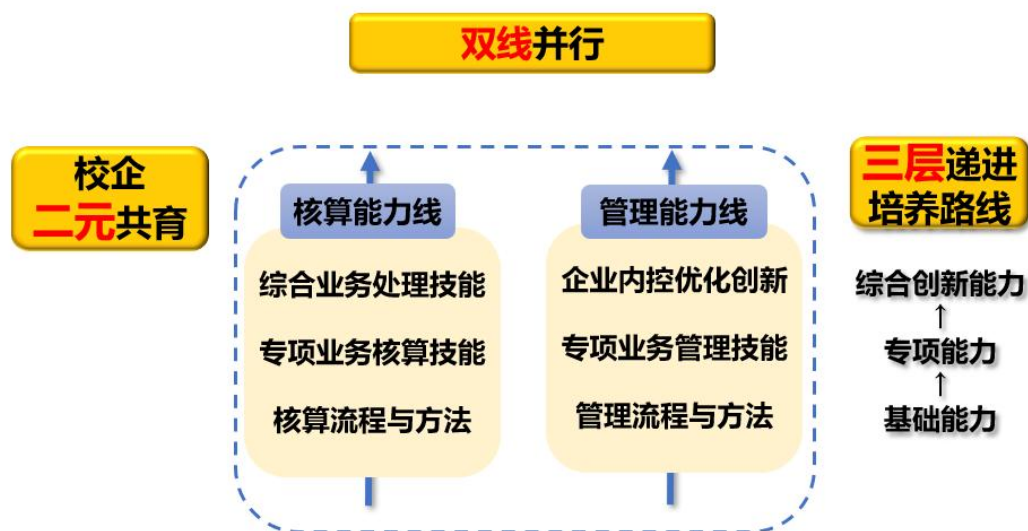 双线并行
校企
二元共育
核算能力线
综合业务处理技能
专项业务核算技能
核算流程与方法
管理能力线
企业内控优化创新
专项业务管理技能
管理流程与方法
三层递进
培养路线
综合创新能力
↑
专项能力
↑
基础能力